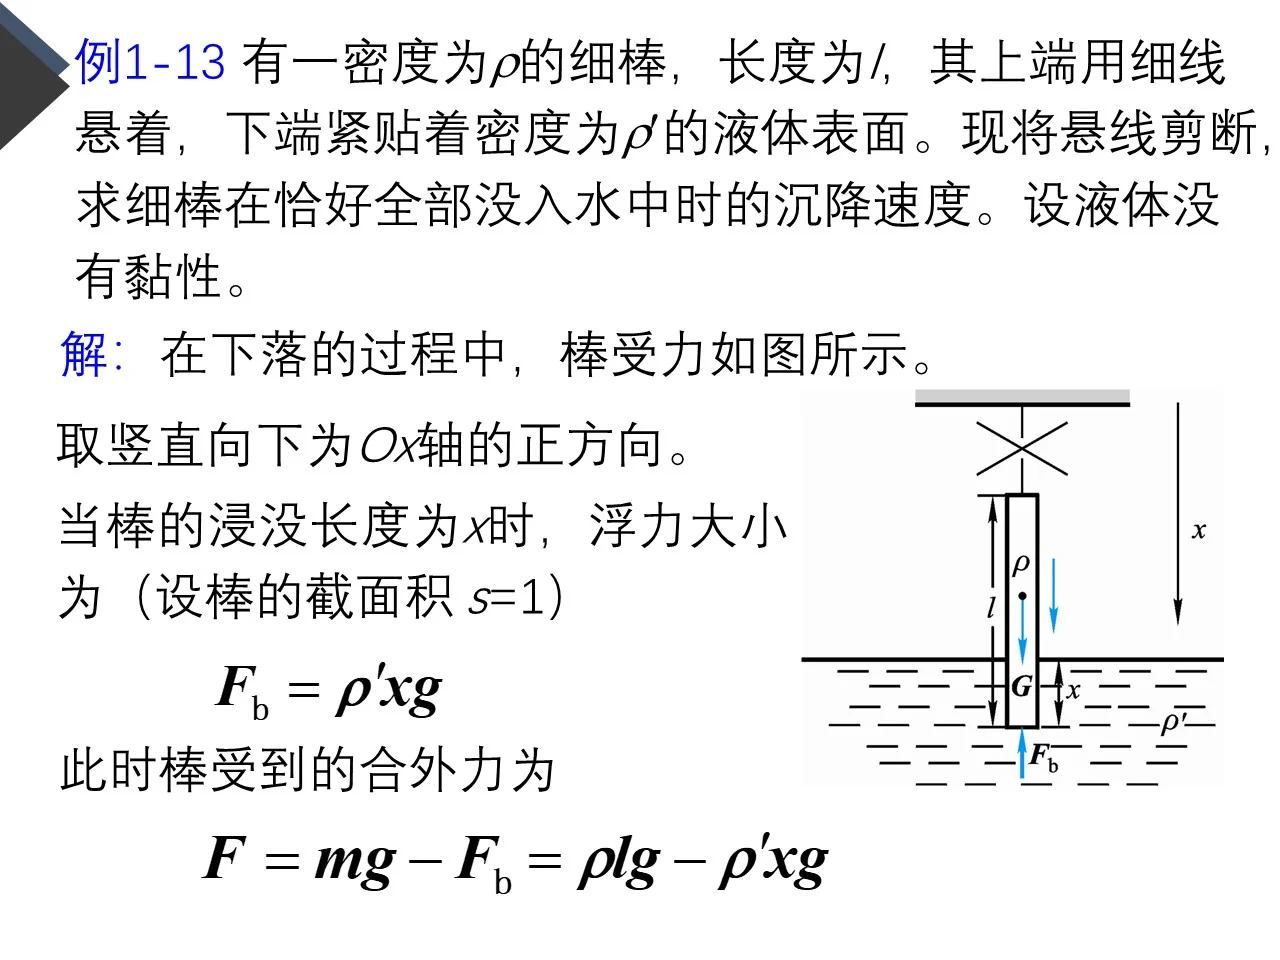 例1-13 有一密度为ρ的细棒，长度为l，其上端用细线
悬着，下端紧贴着密度为ρ′的液体表面。现将悬线剪断，
求细棒在恰好全部没入水中时的沉降速度。设液体没
有黏性。
解：在下落的过程中，棒受力如图所示。
取竖直向下为Ox轴的正方向。
当棒的浸没长度为x时，浮力大小
为（设棒的截面积 s=1）
F_b = ρ′xg
此时棒受到的合外力为
F = mg − F_b = ρlg − ρ′xg
x
ρ
l
G
x
ρ′
F_b